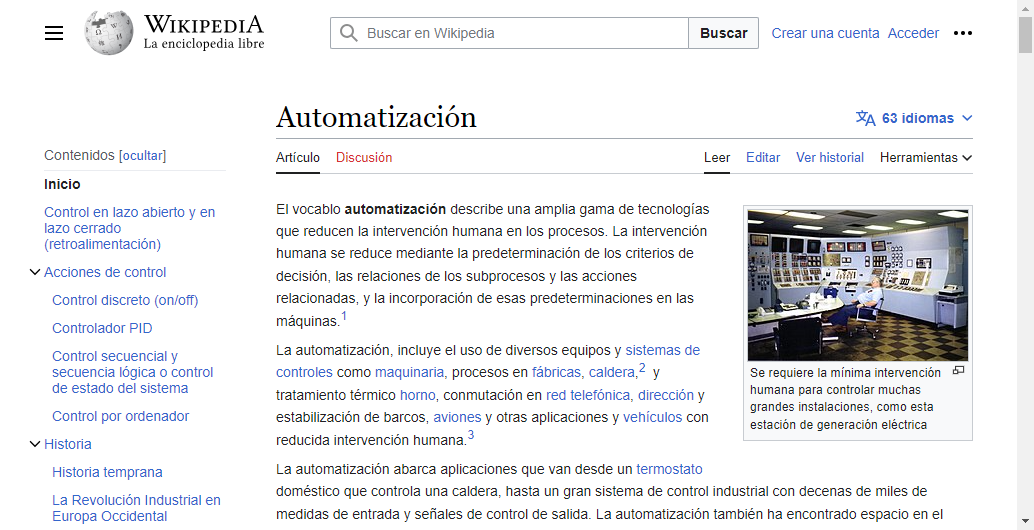 WIKIPEDIA
La enciclopedia libre
Buscar en Wikipedia
Buscar
Crear una cuenta Acceder
Automatización
63 idiomas
Artículo Discusión
Leer Editar Ver historial Herramientas
Contenidos [ocultar]
Inicio
Control en lazo abierto y en
lazo cerrado
(retroalimentación)
Acciones de control
Control discreto (on/off)
Controlador PID
Control secuencial y
secuencia lógica o control
de estado del sistema
Control por ordenador
Historia
Historia temprana
La Revolución Industrial en
Europa Occidental
El vocablo automatización describe una amplia gama de tecnologías
que reducen la intervención humana en los procesos. La intervención
humana se reduce mediante la predeterminación de los criterios de
decisión, las relaciones de los subprocesos y las acciones
relacionadas, y la incorporación de esas predeterminaciones en las
máquinas.1
La automatización, incluye el uso de diversos equipos y sistemas de
controles como maquinaria, procesos en fábricas, caldera,2 y
tratamiento térmico horno, conmutación en red telefónica, dirección y
estabilización de barcos, aviones y otras aplicaciones y vehículos con
reducida intervención humana.3
La automatización abarca aplicaciones que van desde un termostato
doméstico que controla una caldera, hasta un gran sistema de control industrial con decenas de miles de
medidas de entrada y señales de control de salida. La automatización también ha encontrado espacio en el
Se requiere la mínima intervención
humana para controlar muchas
grandes instalaciones, como esta
estación de generación eléctrica